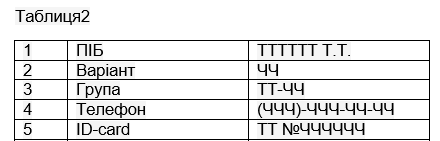 Таблиця2
1 ПІБ ТТТТТТ Т.Т.
2 Варіант ЧЧ
3 Група ТТ-ЧЧ
4 Телефон (ЧЧЧ)-ЧЧЧ-ЧЧ-ЧЧ
5 ID-card ТТ №ЧЧЧЧЧЧ